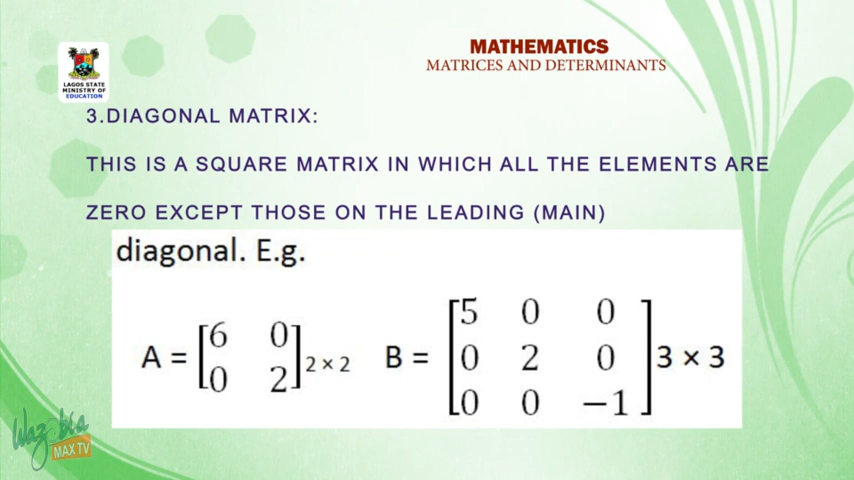 MATHEMATICS
MATRICES AND DETERMINANTS
LAGOS STATE
MINISTRY OF
EDUCATION
3.DIAGONAL MATRIX:
THIS IS A SQUARE MATRIX IN WHICH ALL THE ELEMENTS ARE
ZERO EXCEPT THOSE ON THE LEADING (MAIN)
diagonal. E.g.
A = [6 0
0 2] 2 × 2
B = [5 0 0
0 2 0
0 0 −1] 3 × 3
Wazobia
MAX TV